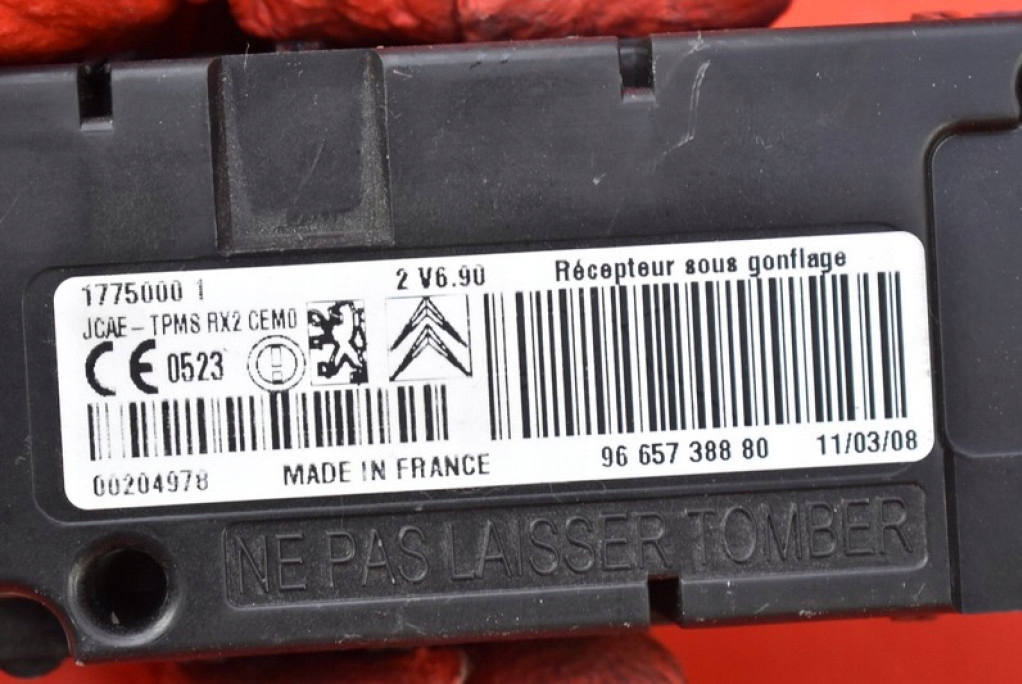 1775000 1
2 V6.90
Récepteur sous gonflage
JCAE-TPMS RX2 CEM0
CE 0523
00204978
MADE IN FRANCE
96 657 388 80
11/03/08
NE PAS LAISSER TOMBER